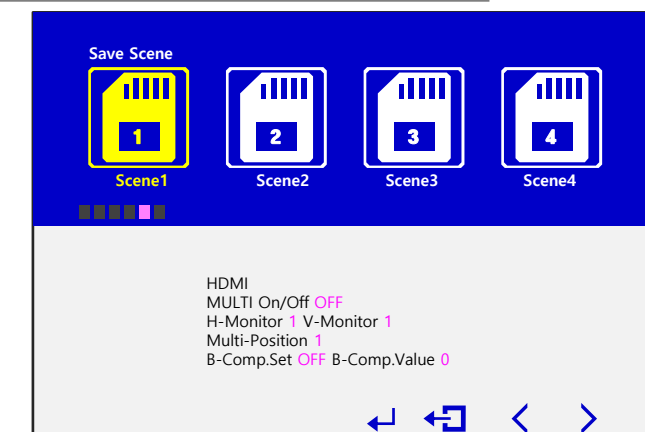 Save Scene
1 2 3 4
Scene1 Scene2 Scene3 Scene4
HDMI
MULTI On/Off OFF
H-Monitor 1 V-Monitor 1
Multi-Position 1
B-Comp.Set OFF B-Comp.Value 0